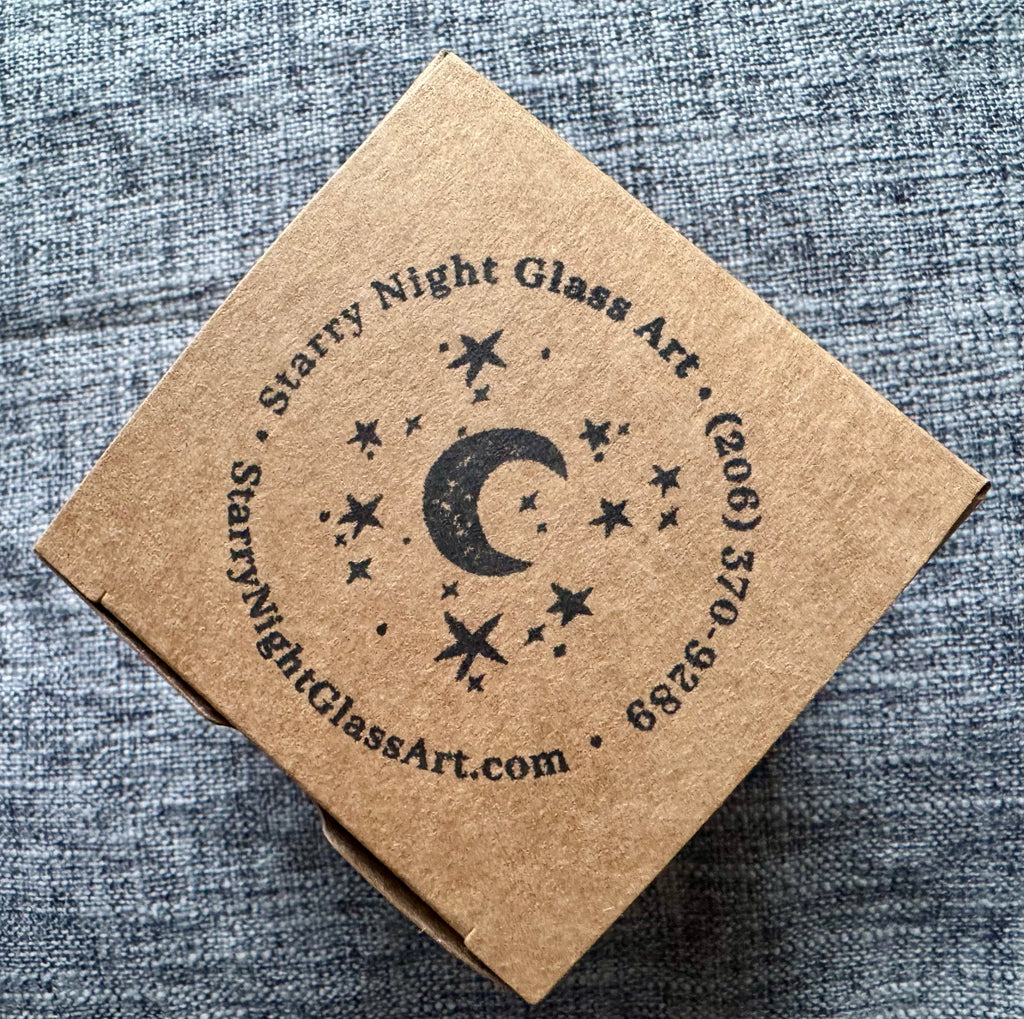 Starry Night Glass Art • (206) 370-9289 • StarryNightGlassArt.com •